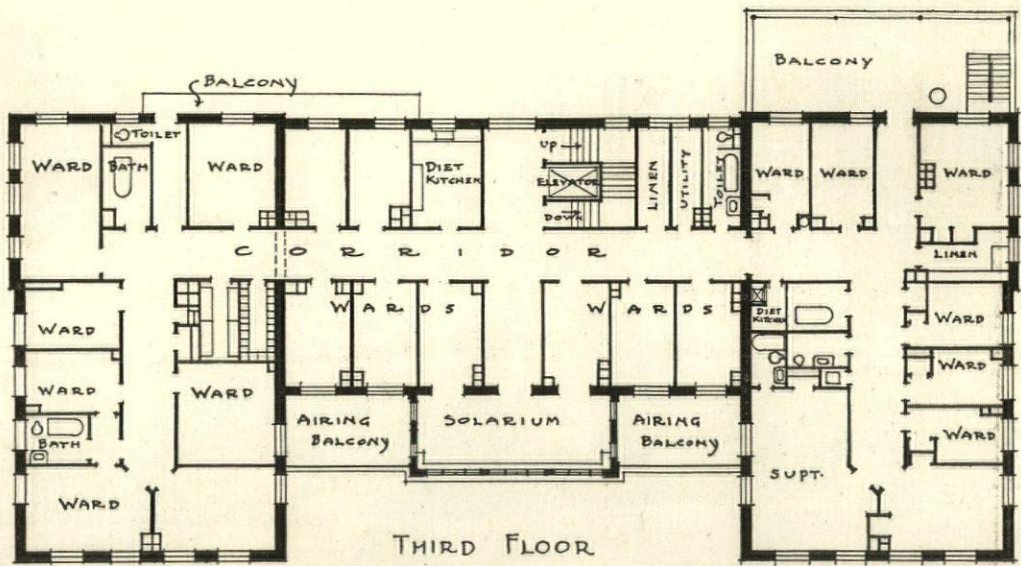 BALCONY
BALCONY
TOILET
WARD
BATH
WARD
DIET
KITCHEN
UP
ELEVATOR
DOWN
LINEN
UTILITY
TOILET
WARD
WARD
WARD
CORRIDOR
LINEN
WARDS
WARDS
WARD
DIET
KITCHEN
WARD
WARD
WARD
WARD
BATH
AIRING
BALCONY
SOLARIUM
AIRING
BALCONY
WARD
WARD
SUPT.
THIRD FLOOR